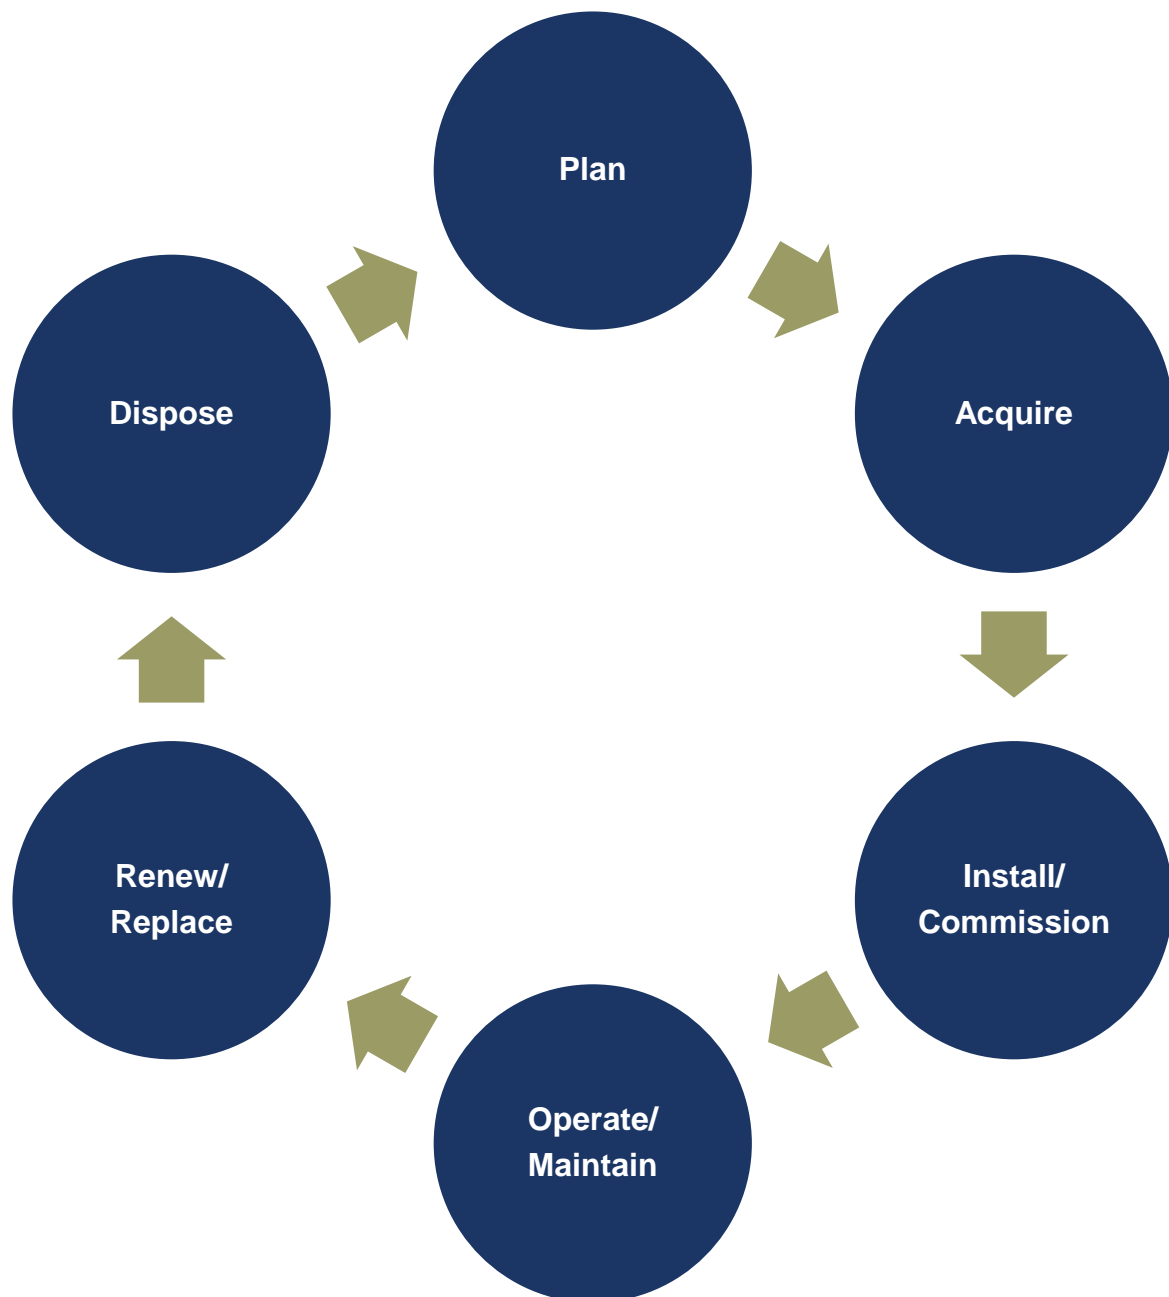 Plan
Acquire
Install/
Commission
Operate/
Maintain
Renew/
Replace
Dispose